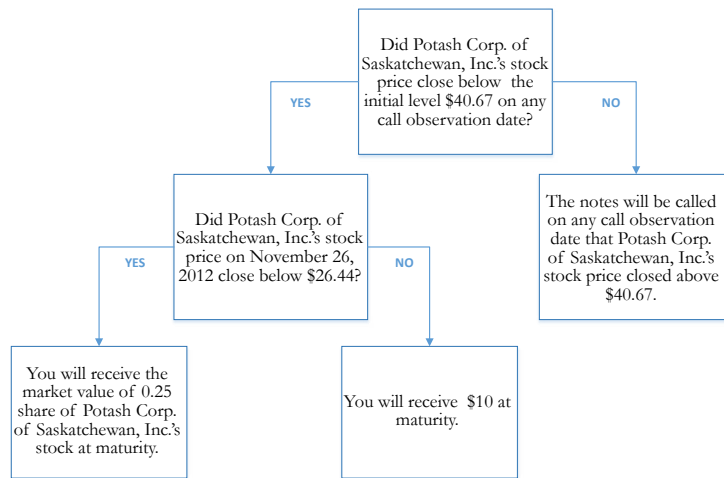 Did Potash Corp. of
Saskatchewan, Inc.'s stock
price close below the
initial level $40.67 on any
call observation date?
YES
NO
Did Potash Corp. of
Saskatchewan, Inc.'s stock
price on November 26,
2012 close below $26.44?
The notes will be called
on any call observation
date that Potash Corp.
of Saskatchewan, Inc.'s
stock price closed above
$40.67.
YES
NO
You will receive the
market value of 0.25
share of Potash Corp.
of Saskatchewan, Inc.'s
stock at maturity.
You will receive $10 at
maturity.